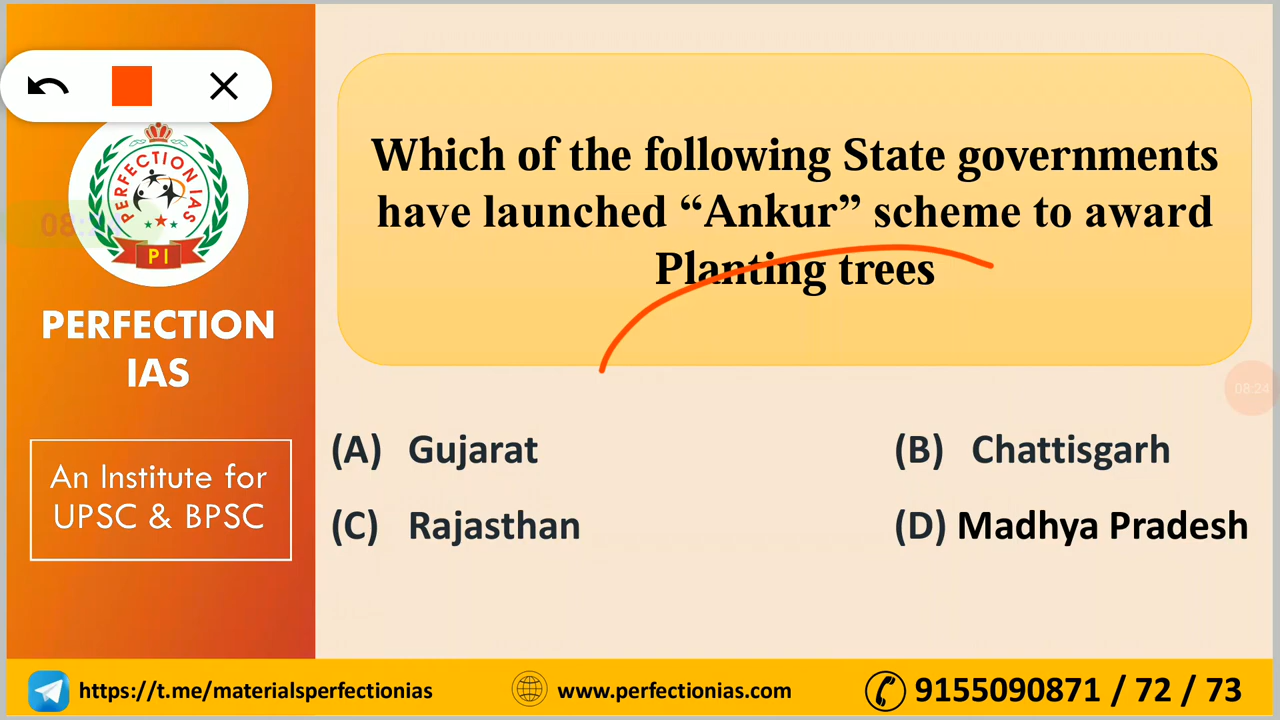 PERFECTION IAS
PI
PERFECTION
IAS
An Institute for
UPSC & BPSC
Which of the following State governments
have launched “Ankur” scheme to award
Planting trees
(A) Gujarat
(B) Chattisgarh
(C) Rajasthan
(D) Madhya Pradesh
08:24
https://t.me/materialsperfectionias
www.perfectionias.com
9155090871 / 72 / 73